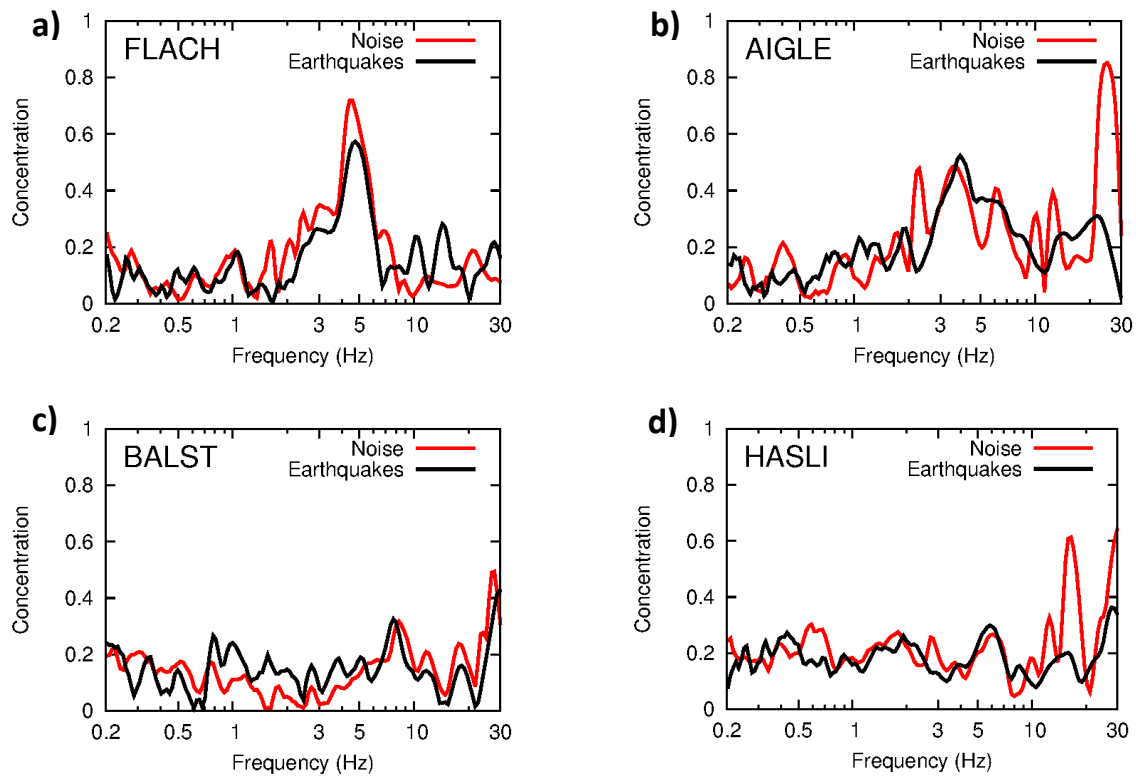 a)
FLACH
Noise
Earthquakes
Concentration
1
0.8
0.6
0.4
0.2
0
0.2 0.5 1 3 5 10 30
Frequency (Hz)
b)
AIGLE
Noise
Earthquakes
Concentration
1
0.8
0.6
0.4
0.2
0
0.2 0.5 1 3 5 10 30
Frequency (Hz)
c)
BALST
Noise
Earthquakes
Concentration
1
0.8
0.6
0.4
0.2
0
0.2 0.5 1 3 5 10 30
Frequency (Hz)
d)
HASLI
Noise
Earthquakes
Concentration
1
0.8
0.6
0.4
0.2
0
0.2 0.5 1 3 5 10 30
Frequency (Hz)